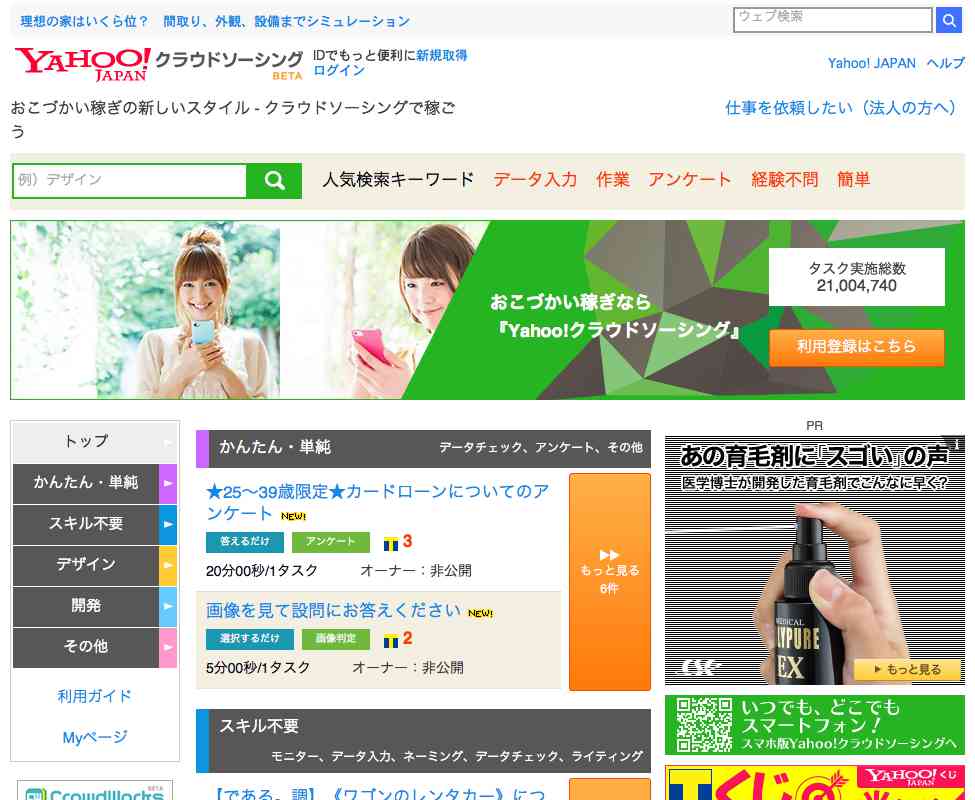 理想の家はいくら位？　間取り、外観、設備までシミュレーション
ウェブ検索
YAHOO! JAPAN クラウドソーシング BETA
IDでもっと便利に新規取得
ログイン
Yahoo! JAPAN ヘルプ
おこづかい稼ぎの新しいスタイル - クラウドソーシングで稼ごう
仕事を依頼したい（法人の方へ）
例）デザイン
人気検索キーワード データ入力 作業 アンケート 経験不問 簡単
おこづかい稼ぎなら
『Yahoo!クラウドソーシング』
タスク実施総数
21,004,740
利用登録はこちら
トップ
かんたん・単純
スキル不要
デザイン
開発
その他
利用ガイド
Myページ
CrowdWorks BETA
かんたん・単純 データチェック、アンケート、その他
★25〜39歳限定★カードローンについてのア
ンケート NEW!
答えるだけ アンケート T 3
20分00秒/1タスク オーナー：非公開
画像を見て設問にお答えください NEW!
選択するだけ 画像判定 T 2
5分00秒/1タスク オーナー：非公開
もっと見る
6件
スキル不要
モニター、データ入力、ネーミング、データチェック、ライティング
【である。調】《ワゴンのレンタカー》につ
PR
あの育毛剤に『スゴい』の声
医学博士が開発した育毛剤でこんなに早く？
MEDICAL
LYPURE
EX
もっと見る
いつでも、どこでも
スマートフォン！
スマホ版Yahoo!クラウドソーシングへ
T くじ YAHOO! JAPAN くじ